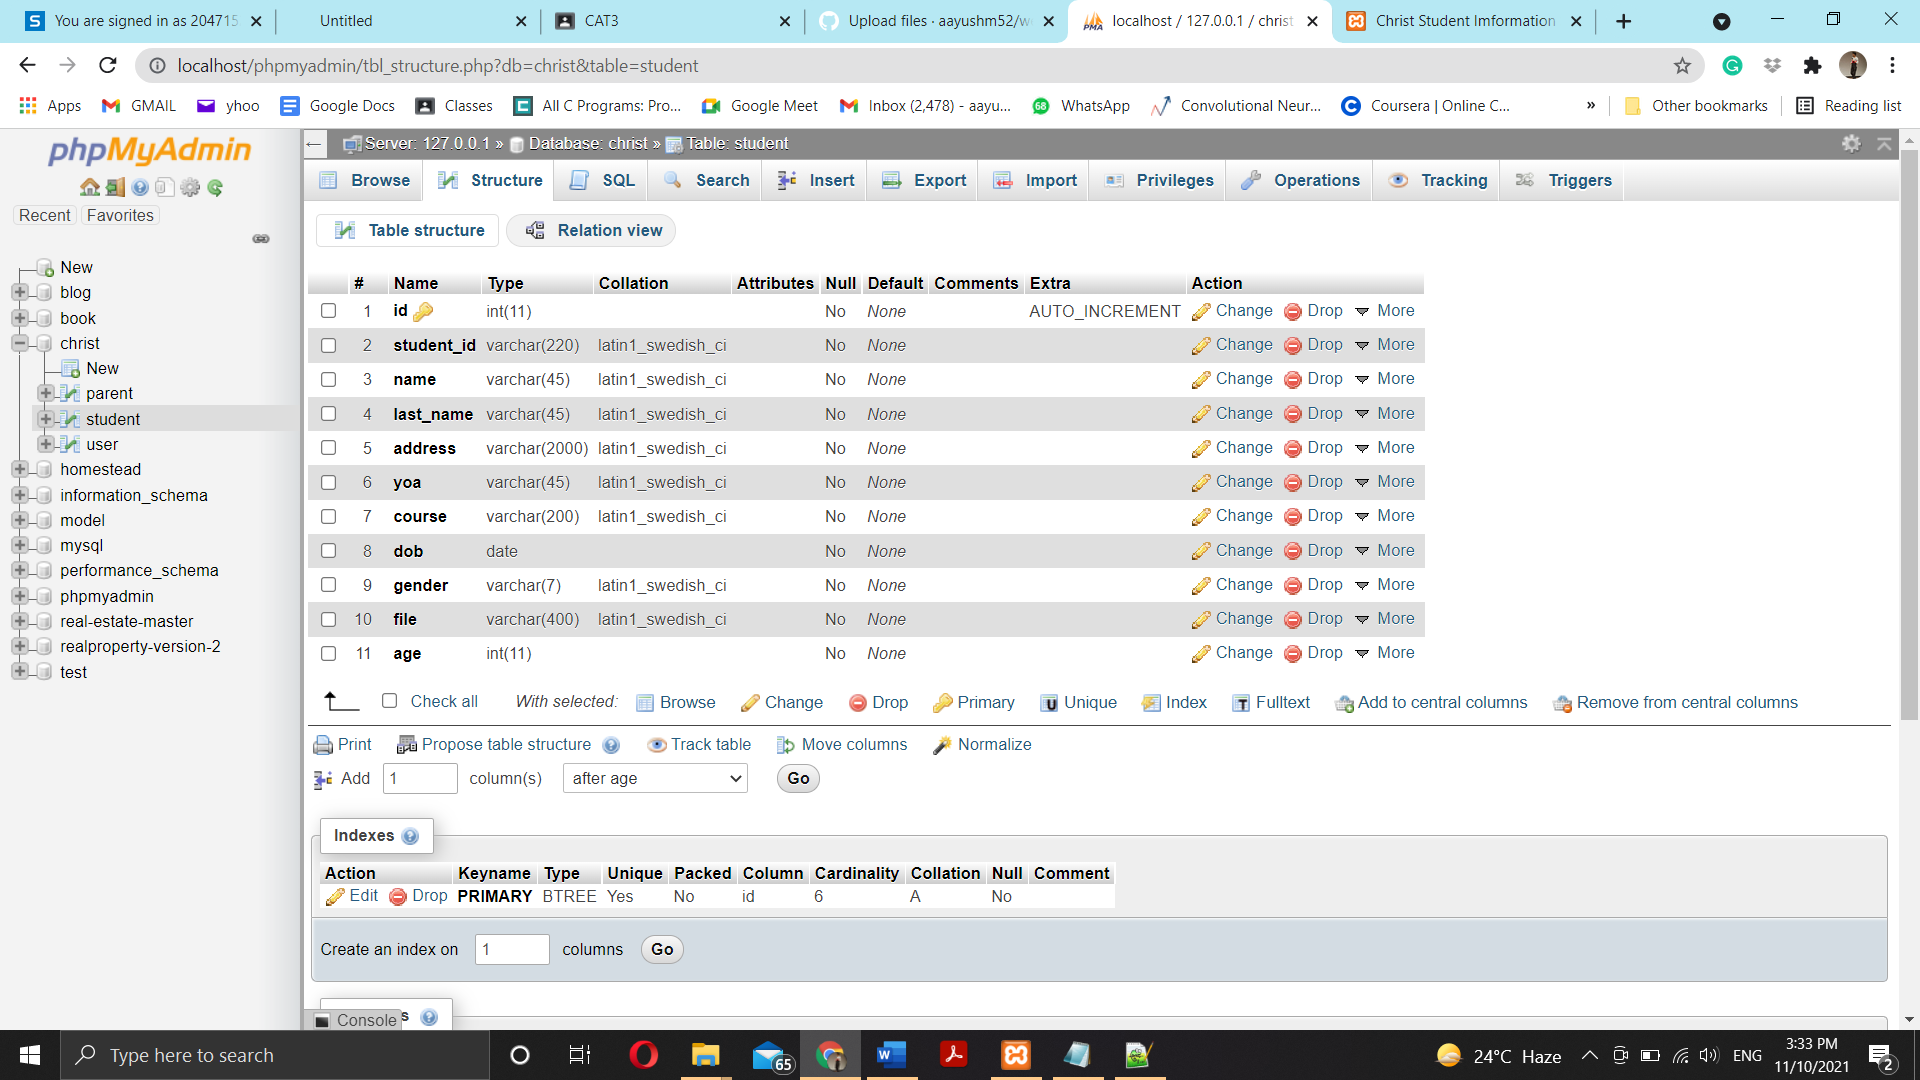 You are signed in as 204715
Untitled
CAT3
Upload files · aayushm52/w
localhost / 127.0.0.1 / christ
Christ Student Imformation
localhost/phpmyadmin/tbl_structure.php?db=christ&table=student
Apps
GMAIL
yhoo
Google Docs
Classes
All C Programs: Pro...
Google Meet
Inbox (2,478) - aayu...
WhatsApp
Convolutional Neur...
Coursera | Online C...
»
Other bookmarks
Reading list
phpMyAdmin
Recent Favorites
New
blog
book
christ
New
parent
student
user
homestead
information_schema
model
mysql
performance_schema
phpmyadmin
real-estate-master
realproperty-version-2
test
Server: 127.0.0.1 » Database: christ » Table: student
Browse Structure SQL Search Insert Export Import Privileges Operations Tracking Triggers
Table structure Relation view
# Name Type Collation Attributes Null Default Comments Extra Action
1 id int(11) No None AUTO_INCREMENT Change Drop More
2 student_id varchar(220) latin1_swedish_ci No None Change Drop More
3 name varchar(45) latin1_swedish_ci No None Change Drop More
4 last_name varchar(45) latin1_swedish_ci No None Change Drop More
5 address varchar(2000) latin1_swedish_ci No None Change Drop More
6 yoa varchar(45) latin1_swedish_ci No None Change Drop More
7 course varchar(200) latin1_swedish_ci No None Change Drop More
8 dob date No None Change Drop More
9 gender varchar(7) latin1_swedish_ci No None Change Drop More
10 file varchar(400) latin1_swedish_ci No None Change Drop More
11 age int(11) No None Change Drop More
Check all With selected: Browse Change Drop Primary Unique Index Fulltext Add to central columns Remove from central columns
Print Propose table structure Track table Move columns Normalize
Add 1 column(s) after age Go
Indexes
Action Keyname Type Unique Packed Column Cardinality Collation Null Comment
Edit Drop PRIMARY BTREE Yes No id 6 A No
Create an index on 1 columns Go
Console
Type here to search
65
24°C Haze
ENG
3:33 PM
11/10/2021
2